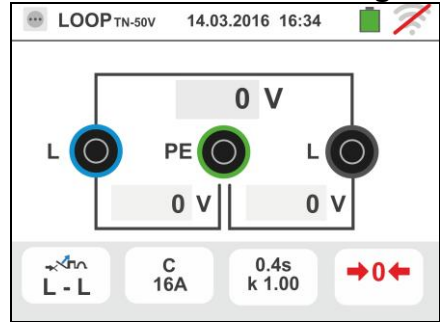 LOOP TN-50V 14.03.2016 16:34
0 V
L PE L
0 V 0 V
L - L C 16A 0.4s k 1.00 →0←